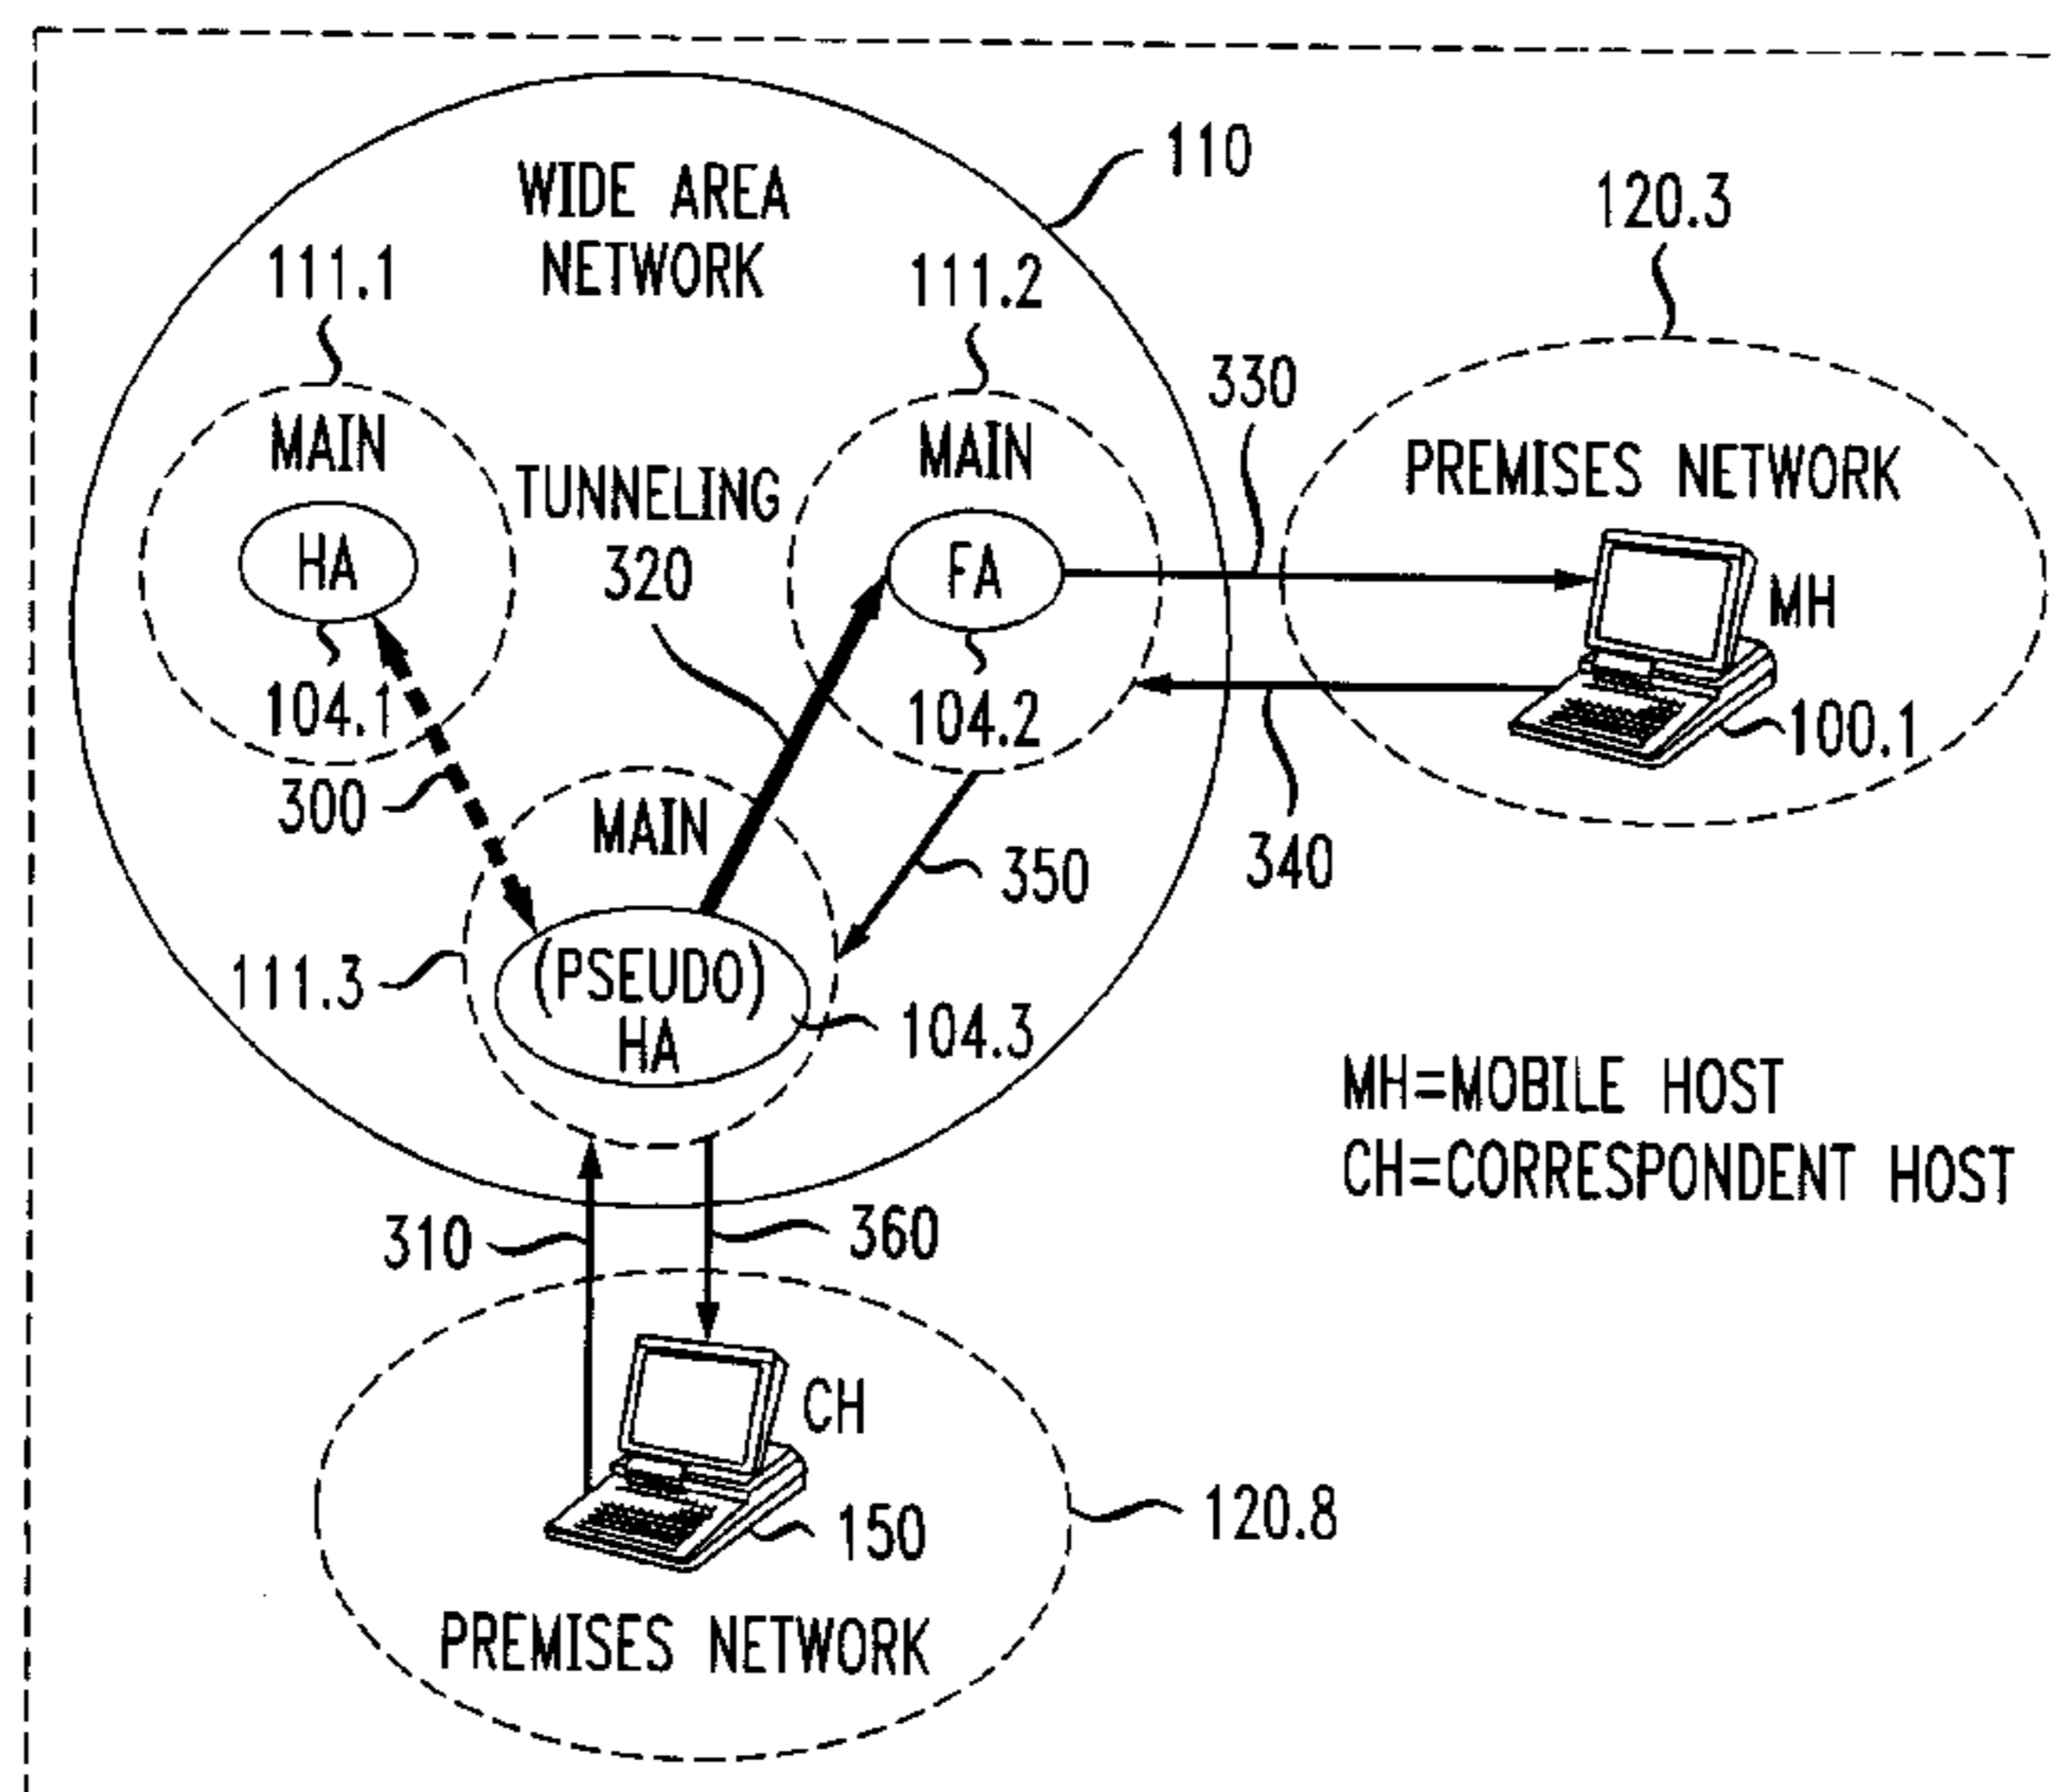 WIDE AREA
NETWORK
110
120.3
111.1
111.2
330
MAIN
MAIN
PREMISES NETWORK
TUNNELING
320
HA
FA
MH
104.1
104.2
100.1
300
MAIN
350
340
111.3
(PSEUDO)
HA
104.3
MH=MOBILE HOST
CH=CORRESPONDENT HOST
310
360
CH
150
120.8
PREMISES NETWORK